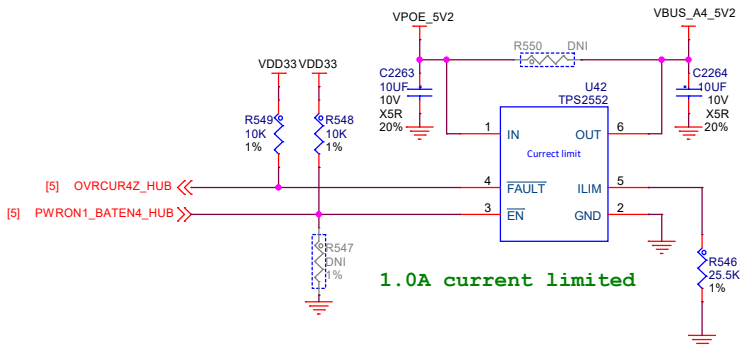 VPOE_5V2
VBUS_A4_5V2
R550
DNI
VDD33
VDD33
C2263
10UF
10V
X5R
20%
U42
TPS2552
C2264
10UF
10V
X5R
20%
R549
10K
1%
R548
10K
1%
1
IN
OUT
6
Currect limit
[5]
OVRCUR4Z_HUB
4
FAULT
ILIM
5
[5]
PWRON1_BATEN4_HUB
3
EN
GND
2
R547
DNI
1%
1.0A current limited
R546
25.5K
1%